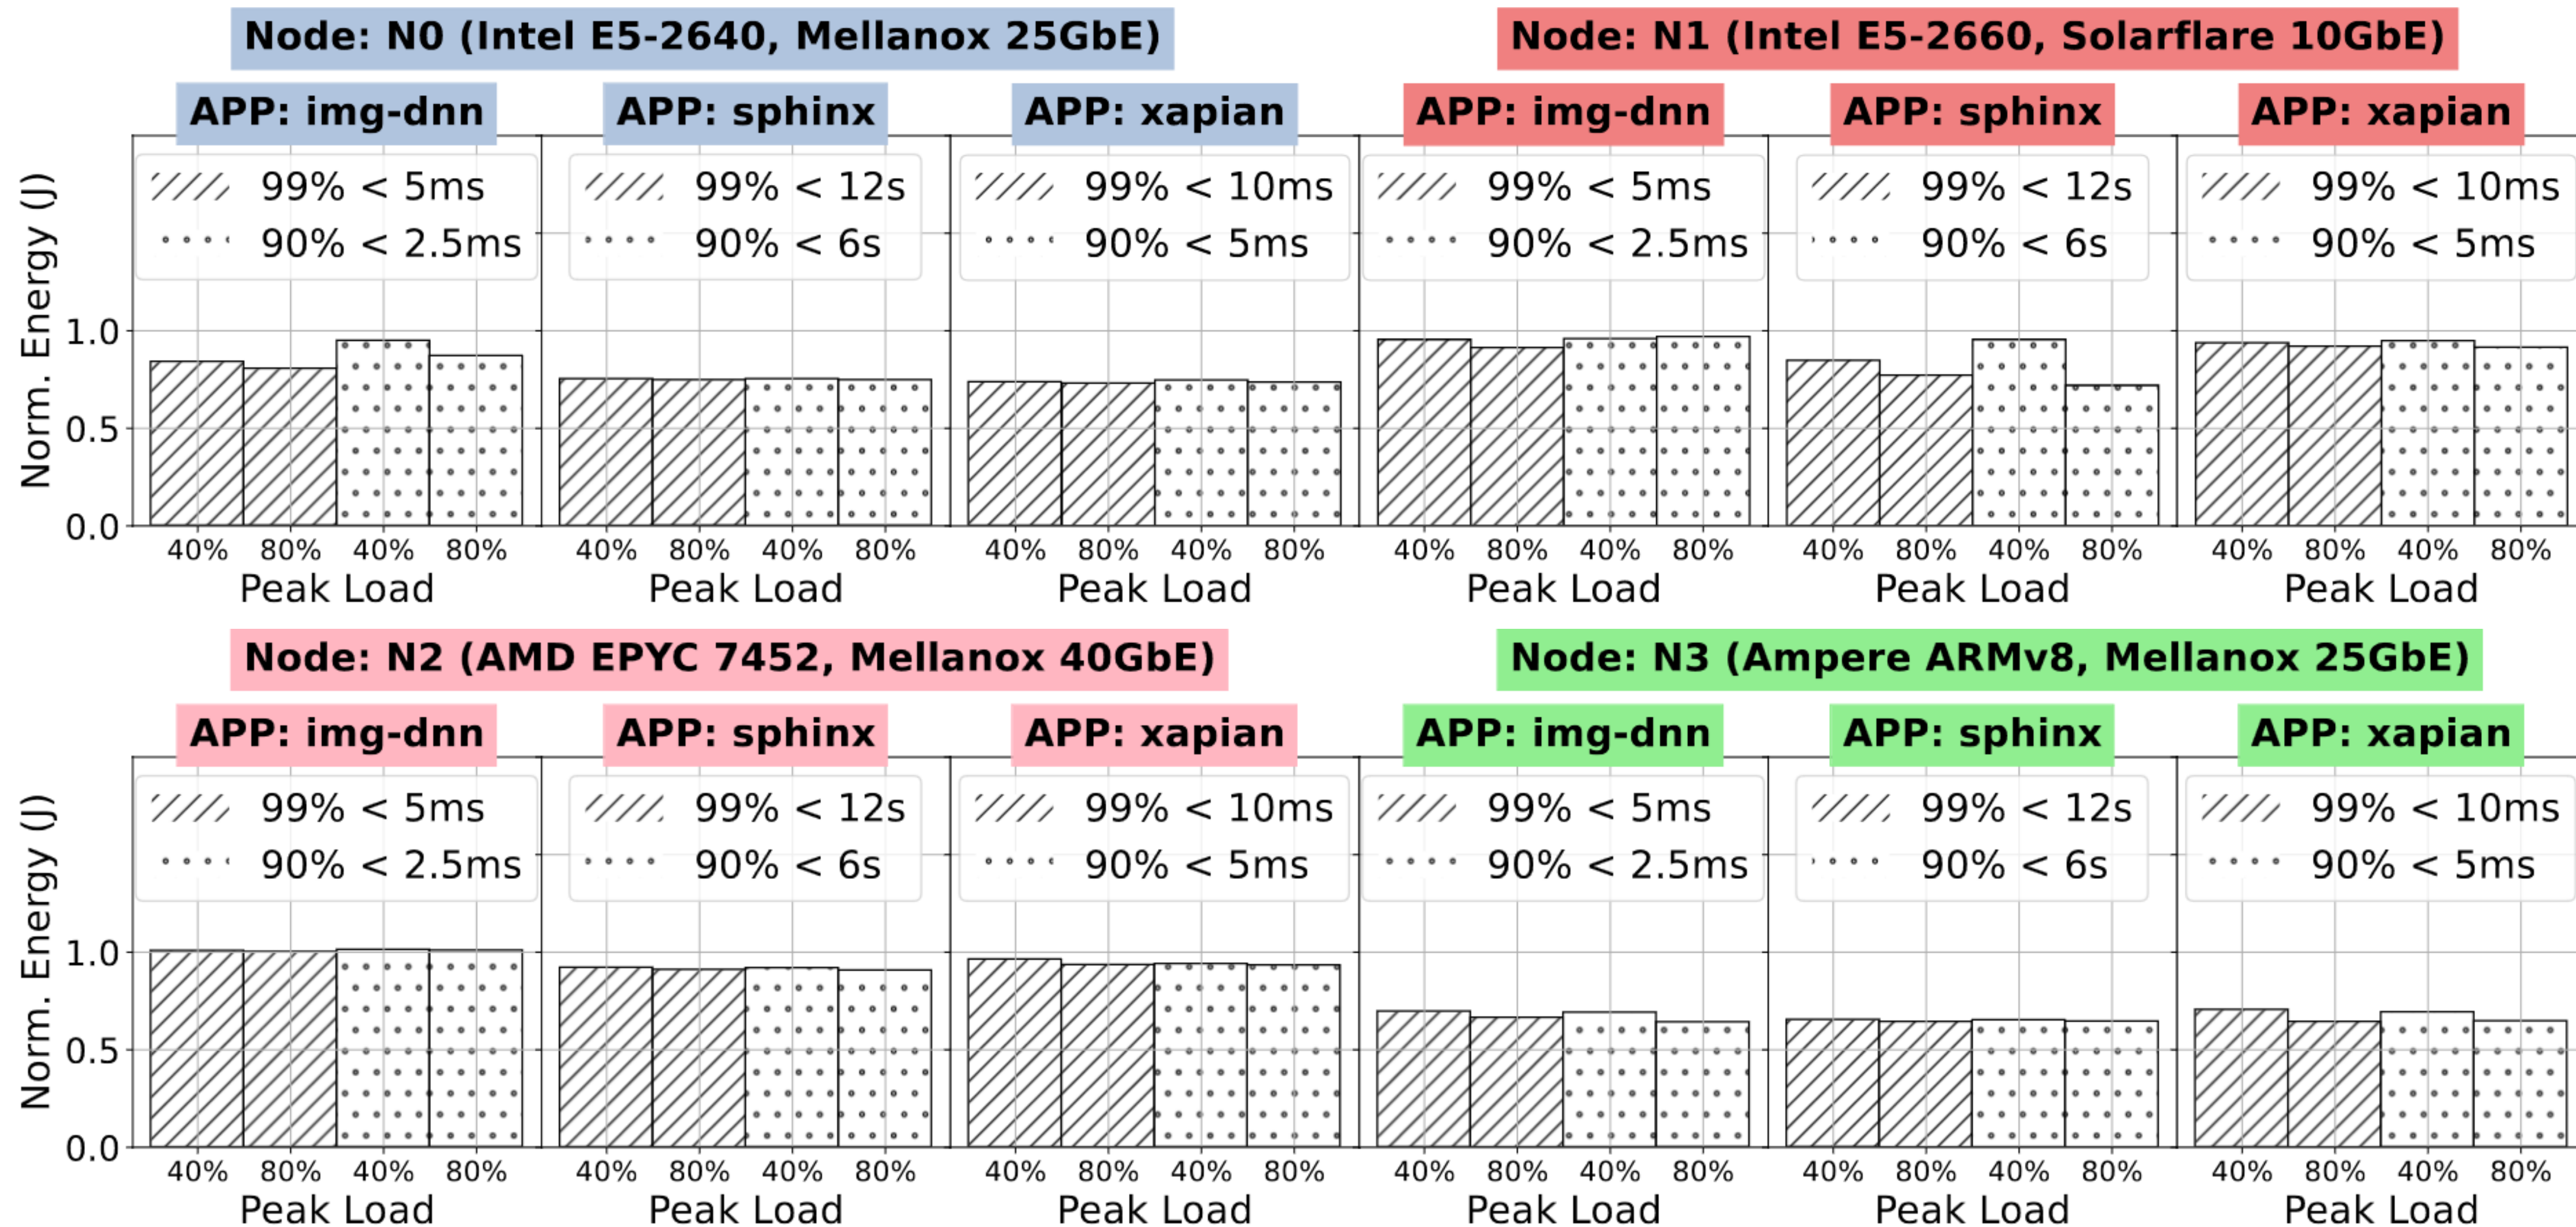 Node: N0 (Intel E5-2640, Mellanox 25GbE)
Node: N1 (Intel E5-2660, Solarflare 10GbE)
APP: img-dnn
APP: sphinx
APP: xapian
APP: img-dnn
APP: sphinx
APP: xapian
99% < 5ms
90% < 2.5ms
99% < 12s
90% < 6s
99% < 10ms
90% < 5ms
99% < 5ms
90% < 2.5ms
99% < 12s
90% < 6s
99% < 10ms
90% < 5ms
Norm. Energy (J)
1.0
0.5
0.0
40% 80% 40% 80%
40% 80% 40% 80%
40% 80% 40% 80%
40% 80% 40% 80%
40% 80% 40% 80%
40% 80% 40% 80%
Peak Load
Peak Load
Peak Load
Peak Load
Peak Load
Peak Load
Node: N2 (AMD EPYC 7452, Mellanox 40GbE)
Node: N3 (Ampere ARMv8, Mellanox 25GbE)
APP: img-dnn
APP: sphinx
APP: xapian
APP: img-dnn
APP: sphinx
APP: xapian
99% < 5ms
90% < 2.5ms
99% < 12s
90% < 6s
99% < 10ms
90% < 5ms
99% < 5ms
90% < 2.5ms
99% < 12s
90% < 6s
99% < 10ms
90% < 5ms
Norm. Energy (J)
1.0
0.5
0.0
40% 80% 40% 80%
40% 80% 40% 80%
40% 80% 40% 80%
40% 80% 40% 80%
40% 80% 40% 80%
40% 80% 40% 80%
Peak Load
Peak Load
Peak Load
Peak Load
Peak Load
Peak Load